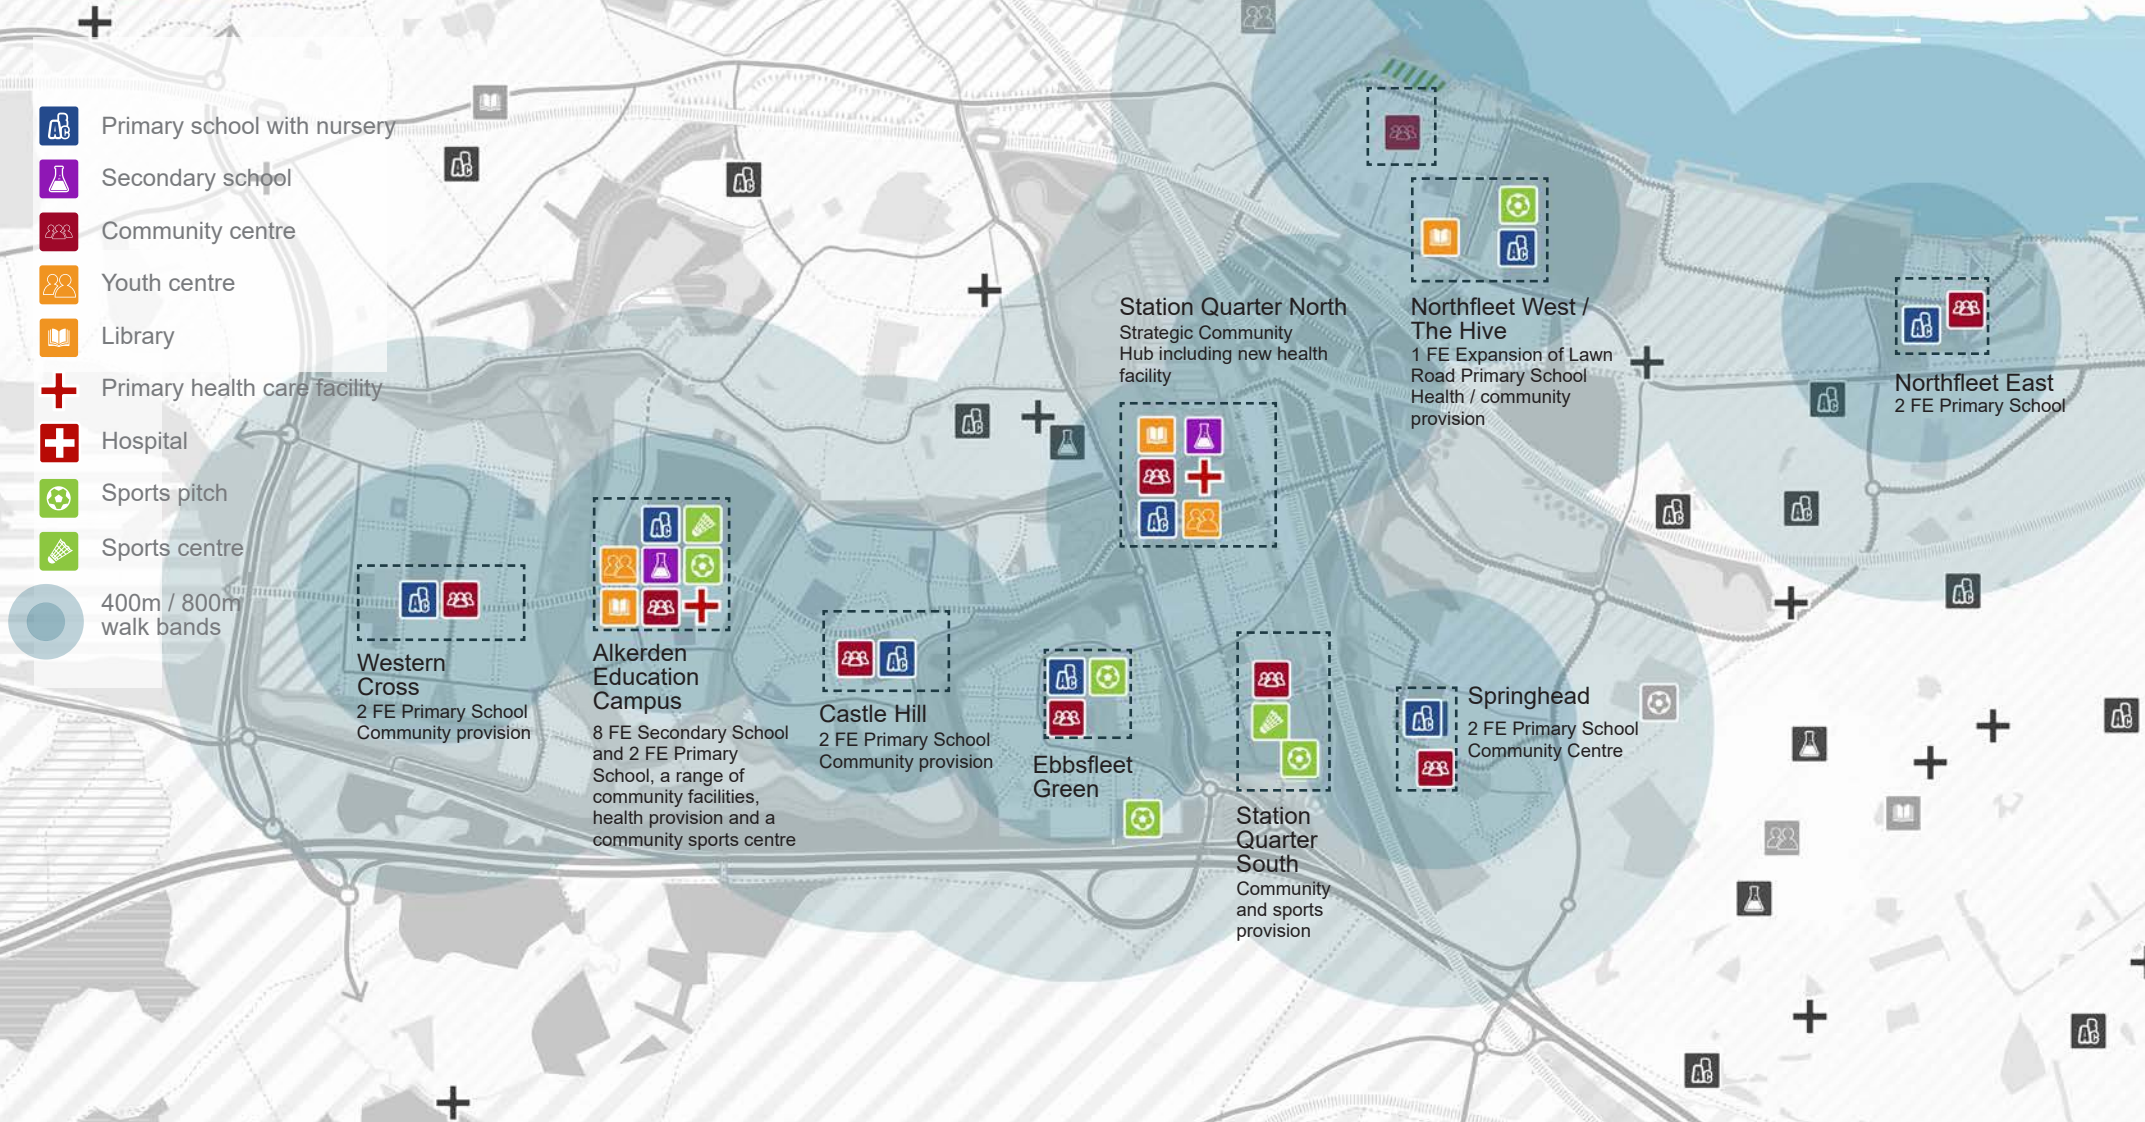 Primary school with nursery
Secondary school
Community centre
Youth centre
Library
Primary health care facility
Hospital
Sports pitch
Sports centre
400m / 800m
walk bands
Western
Cross
2 FE Primary School
Community provision
Alkerden
Education
Campus
8 FE Secondary School
and 2 FE Primary
School, a range of
community facilities,
health provision and a
community sports centre
Castle Hill
2 FE Primary School
Community provision
Ebbsfleet
Green
Station Quarter North
Strategic Community
Hub including new health
facility
Station
Quarter
South
Community
and sports
provision
Springhead
2 FE Primary School
Community Centre
Northfleet West /
The Hive
1 FE Expansion of Lawn
Road Primary School
Health / community
provision
Northfleet East
2 FE Primary School